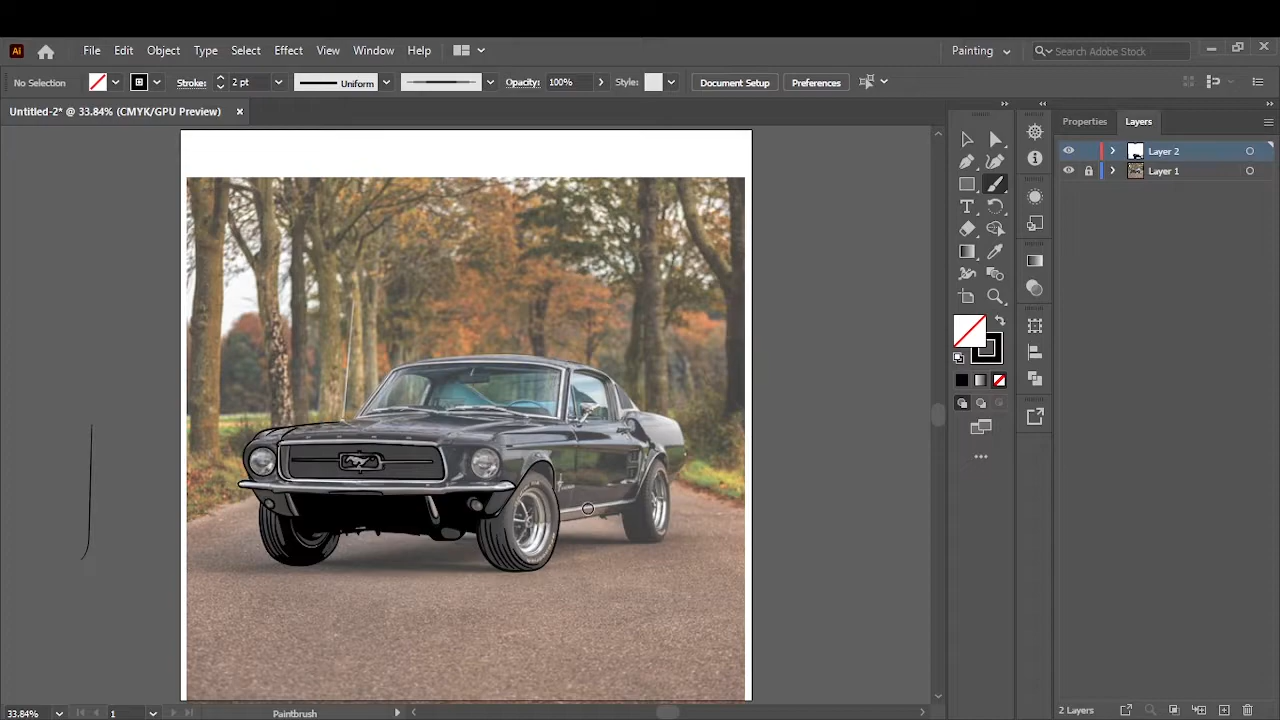 Ai File Edit Object Type Select Effect View Window Help Painting Search Adobe Stock
No Selection Stroke: 2 pt Uniform Opacity: 100% Style: Document Setup Preferences
Untitled-2* @ 33.84% (CMYK/GPU Preview) ×
Properties Layers
Layer 2
Layer 1
33.84% 1 Paintbrush 2 Layers